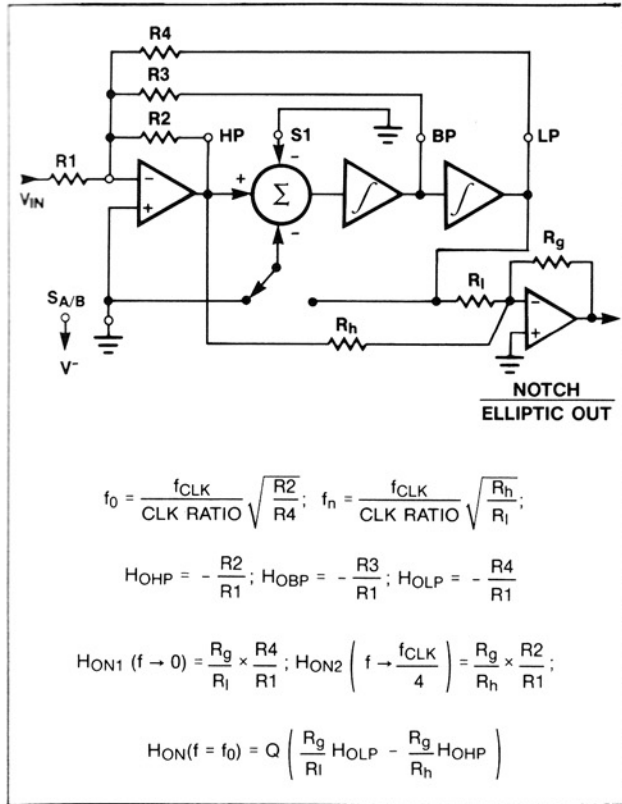 R4
R3
R2
HP
S1
BP
LP
R1
VIN
−
+
+
−
Σ
−
∫
∫
SA/B
V−
Rg
Rl
Rh
−
+
NOTCH
ELLIPTIC OUT
f0 = fCLK / CLK RATIO √(R2 / R4); fn = fCLK / CLK RATIO √(Rh / Rl);
HOHP = − R2 / R1; HOBP = − R3 / R1; HOLP = − R4 / R1
HON1 (f → 0) = Rg / Rl × R4 / R1; HON2 (f → fCLK / 4) = Rg / Rh × R2 / R1;
HON(f = f0) = Q (Rg / Rl HOLP − Rg / Rh HOHP)